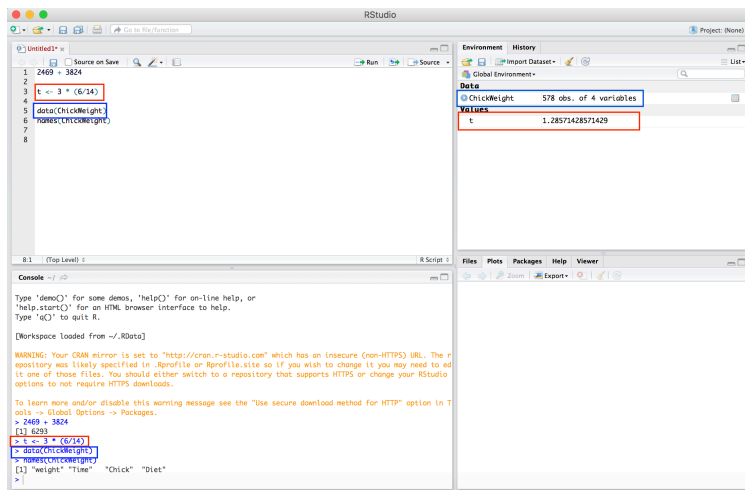 RStudio
Go to file/function
Project: (None)
Untitled1*
Source on Save
Run
Source
1 2469 + 3824
2
3 t <- 3 * (6/14)
4
5 data(ChickWeight)
6 names(ChickWeight)
7
8
8:1 (Top Level) R Script
Console ~/
Type 'demo()' for some demos, 'help()' for on-line help, or
'help.start()' for an HTML browser interface to help.
Type 'q()' to quit R.
[Workspace loaded from ~/.RData]
WARNING: Your CRAN mirror is set to "http://cran.r-studio.com" which has an insecure (non-HTTPS) URL. The r
epository was likely specified in .Rprofile or Rprofile.site so if you wish to change it you may need to ed
it one of those files. You should either switch to a repository that supports HTTPS or change your RStudio
options to not require HTTPS downloads.
To learn more and/or disable this warning message see the "Use secure download method for HTTP" option in T
ools -> Global Options -> Packages.
> 2469 + 3824
[1] 6293
> t <- 3 * (6/14)
> data(ChickWeight)
> names(ChickWeight)
[1] "weight" "Time" "Chick" "Diet"
>
Environment History
Import Dataset
List
Global Environment
Data
ChickWeight 578 obs. of 4 variables
Values
t 1.28571428571429
Files Plots Packages Help Viewer
Zoom Export